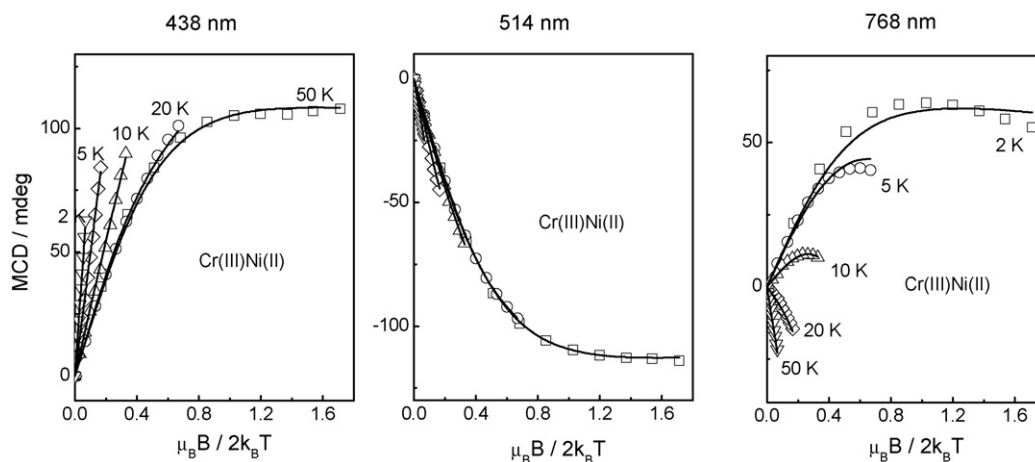 438 nm
514 nm
768 nm
MCD / mdeg
100
50
0
0.0 0.4 0.8 1.2 1.6
μBB / 2kBT
2 K
5 K
10 K
20 K
50 K
Cr(III)Ni(II)
0
-50
-100
0.0 0.4 0.8 1.2 1.6
μBB / 2kBT
Cr(III)Ni(II)
50
0
0.0 0.4 0.8 1.2 1.6
μBB / 2kBT
2 K
5 K
10 K
Cr(III)Ni(II)
20 K
50 K